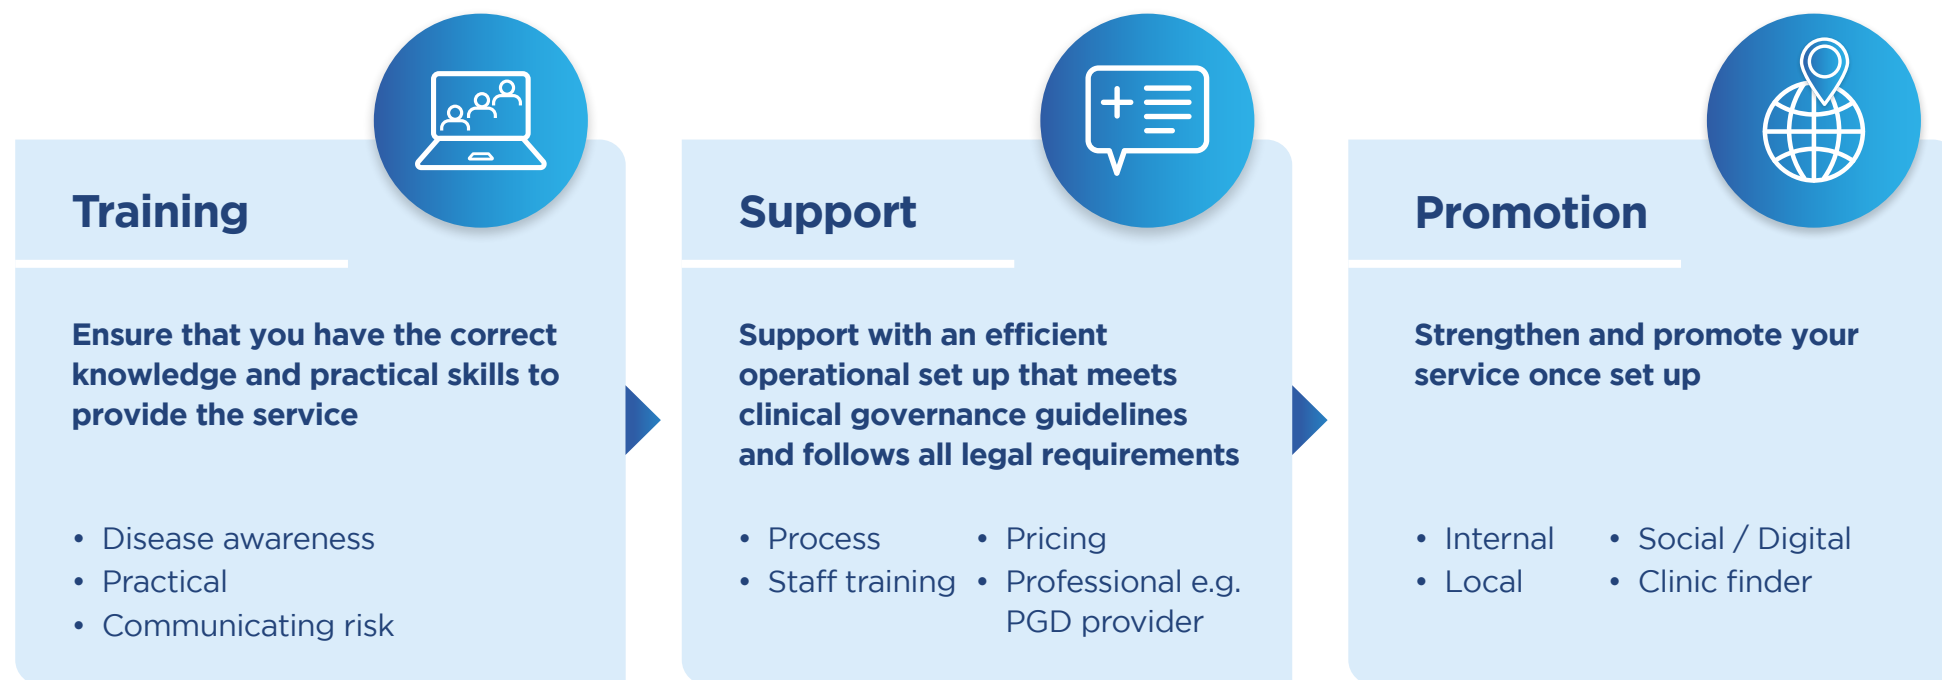 Training
Ensure that you have the correct
knowledge and practical skills to
provide the service
• Disease awareness
• Practical
• Communicating risk
Support
Support with an efficient
operational set up that meets
clinical governance guidelines
and follows all legal requirements
• Process
• Staff training
• Pricing
• Professional e.g.
PGD provider
Promotion
Strengthen and promote your
service once set up
• Internal
• Local
• Social / Digital
• Clinic finder